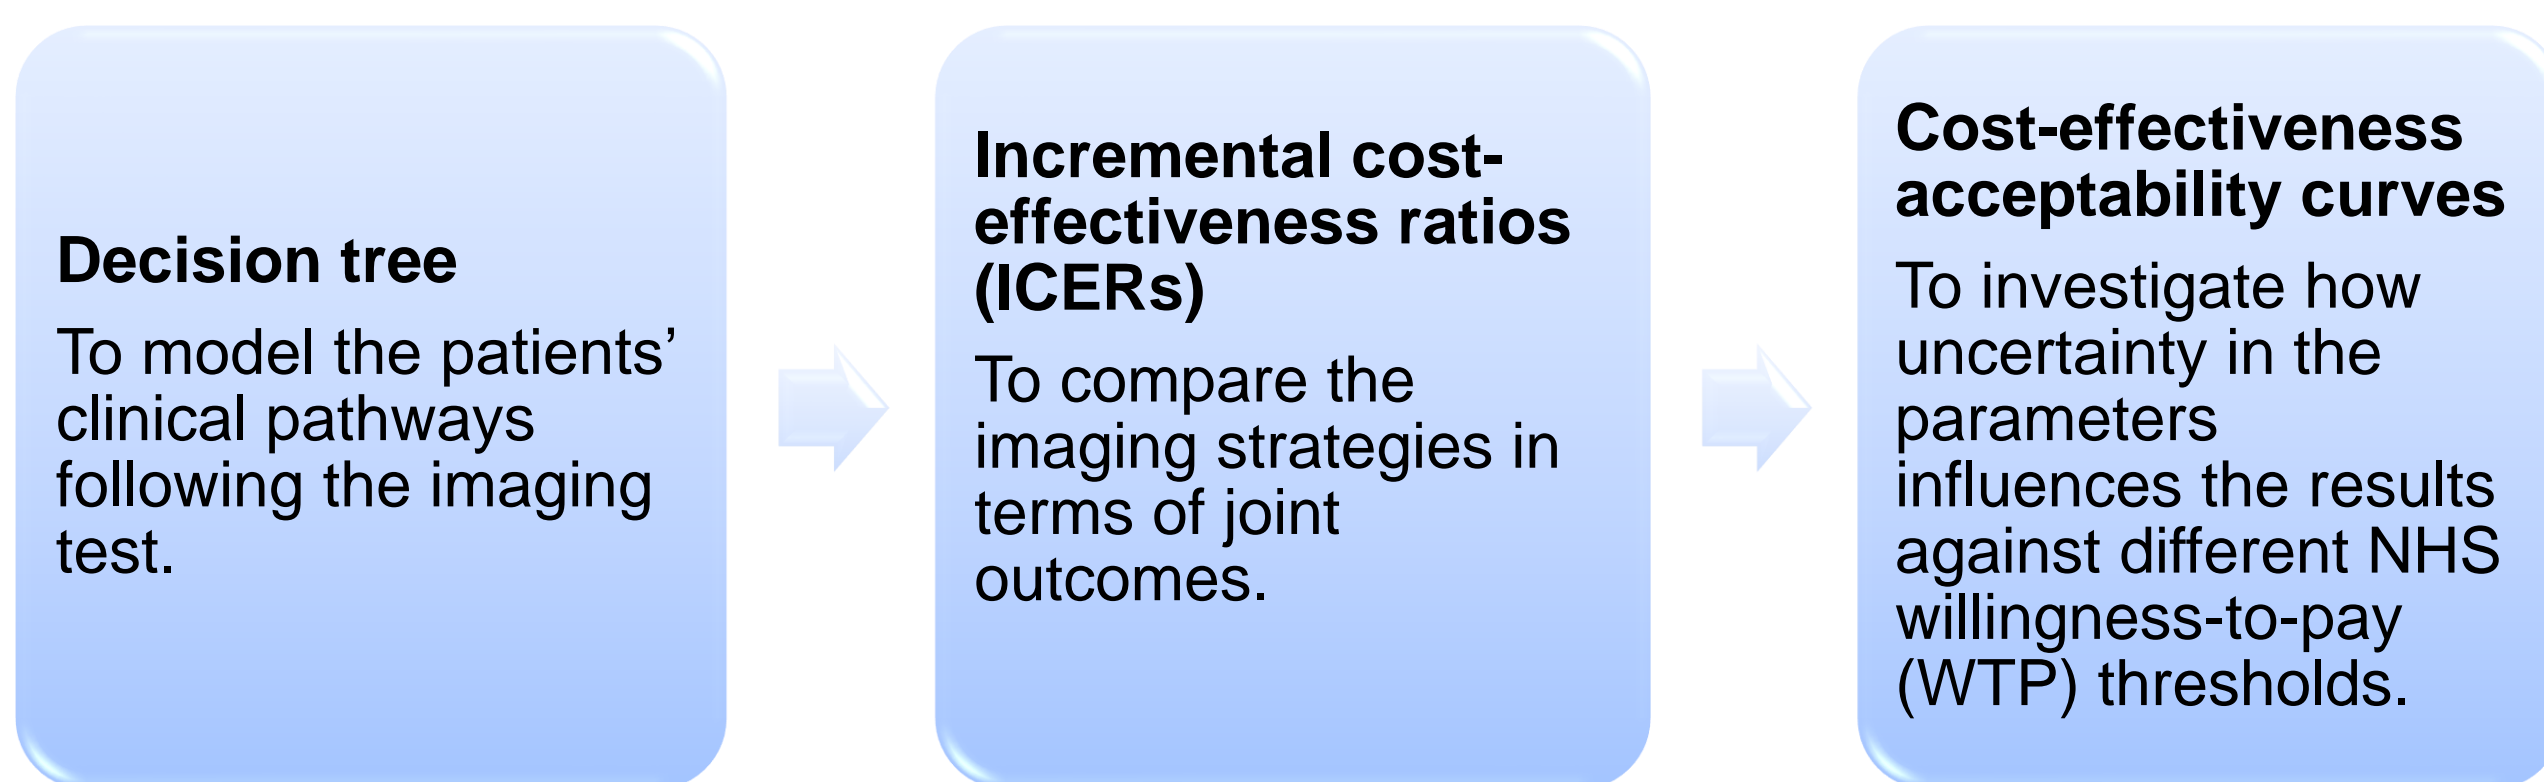 Decision tree
To model the patients’
clinical pathways
following the imaging
test.
Incremental cost-
effectiveness ratios
(ICERs)
To compare the
imaging strategies in
terms of joint
outcomes.
Cost-effectiveness
acceptability curves
To investigate how
uncertainty in the
parameters
influences the results
against different NHS
willingness-to-pay
(WTP) thresholds.